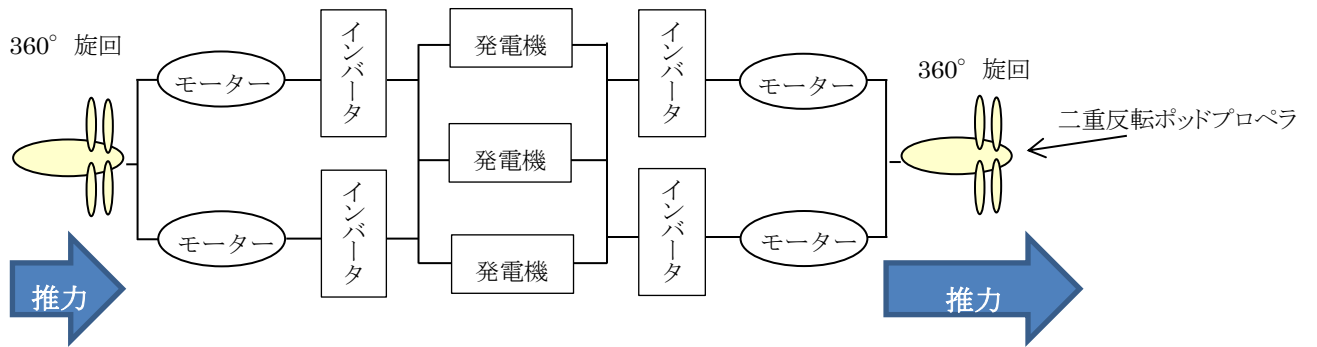 360° 旋回
モーター
インバータ
発電機
インバータ
モーター
360° 旋回
二重反転ポッドプロペラ
発電機
モーター
インバータ
発電機
インバータ
モーター
推力
推力